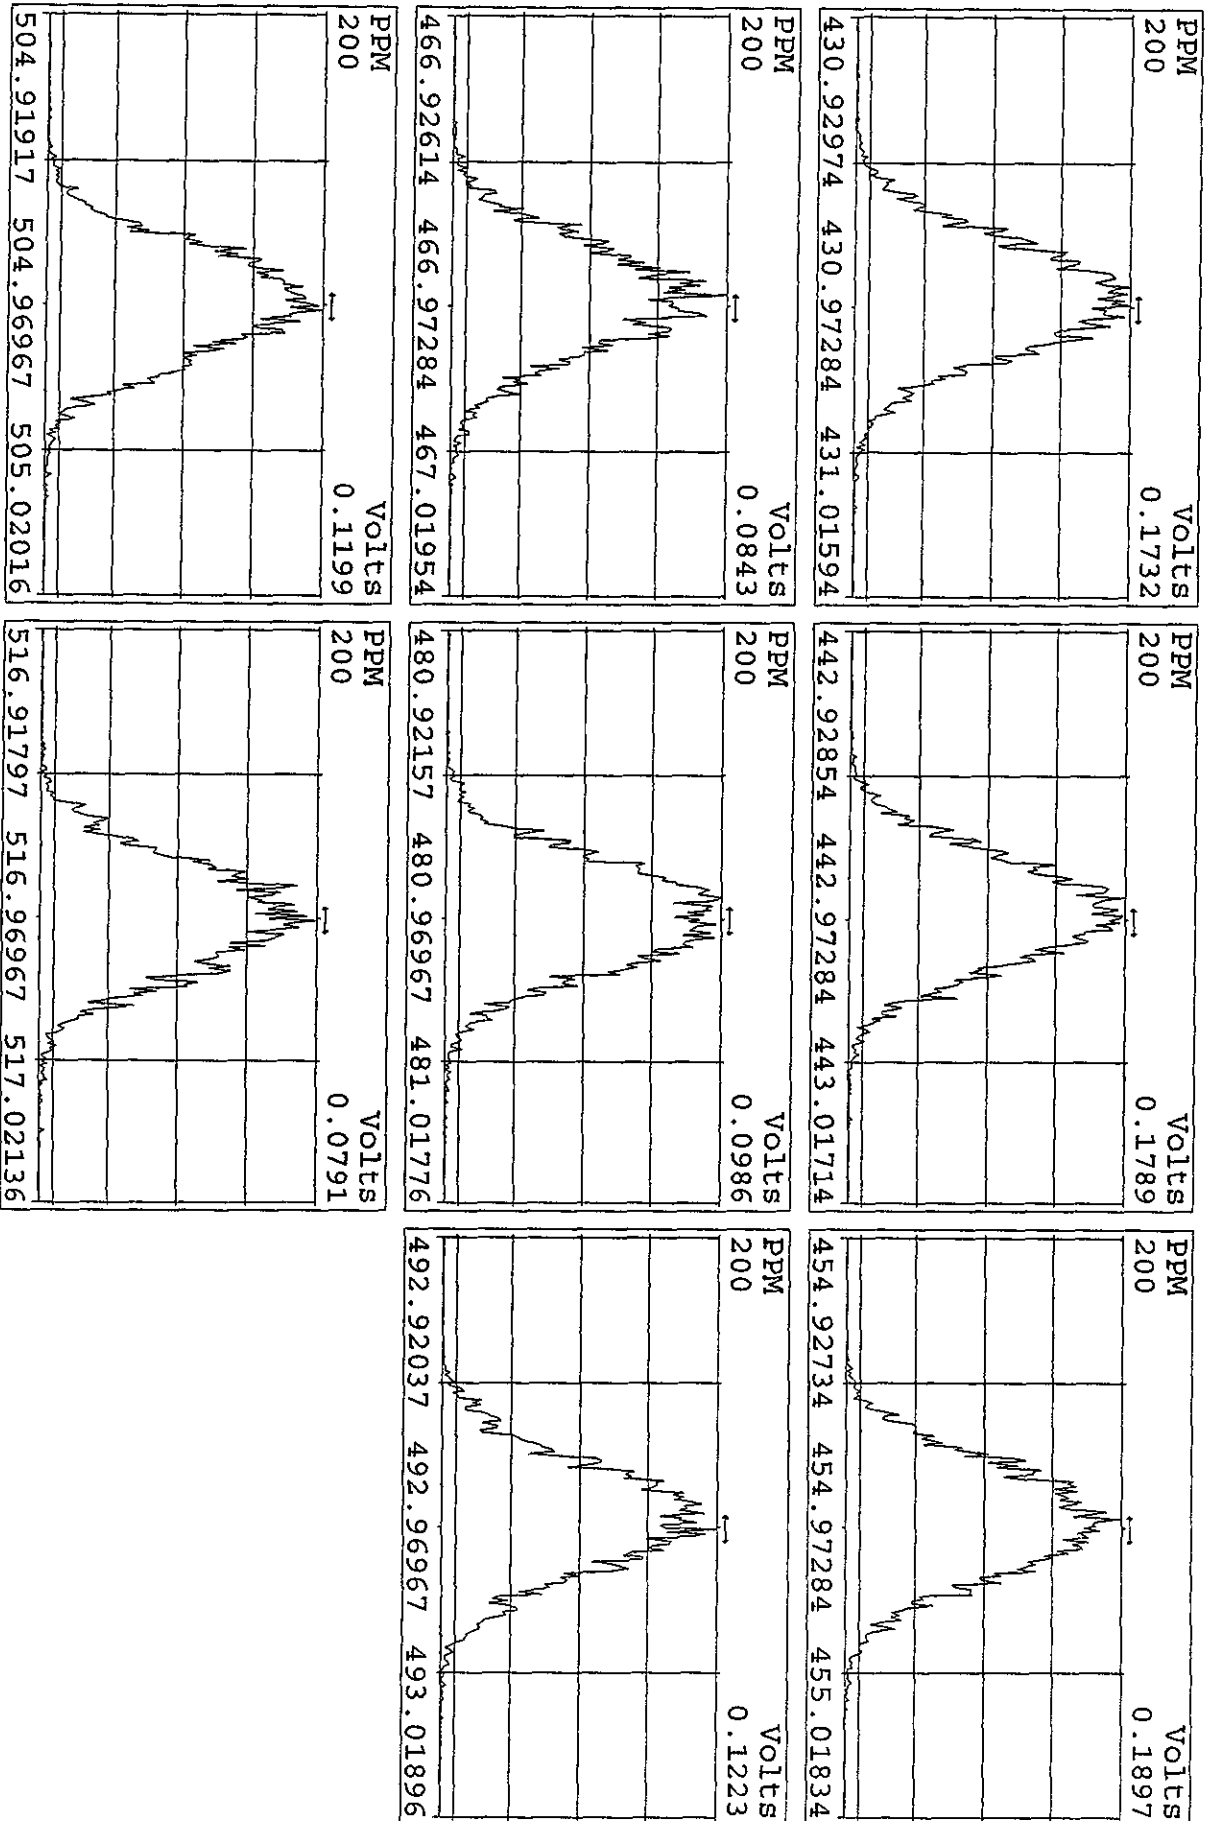 PPM Volts
200 0.1732
430.92974 430.97284 431.01594
PPM Volts
200 0.1789
442.92854 442.97284 443.01714
PPM Volts
200 0.1897
454.92734 454.97284 455.01834
PPM Volts
200 0.0843
466.92614 466.97284 467.01954
PPM Volts
200 0.0986
480.92157 480.96967 481.01776
PPM Volts
200 0.1223
492.92037 492.96967 493.01896
PPM Volts
200 0.1199
504.91917 504.96967 505.02016
PPM Volts
200 0.0791
516.91797 516.96967 517.02136